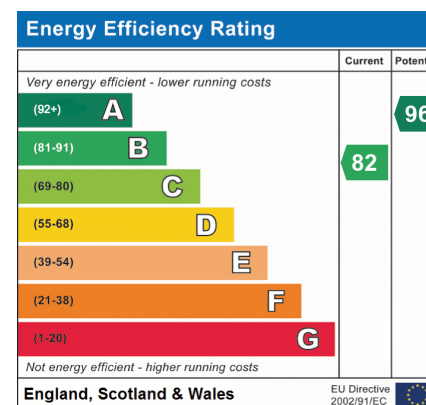 Energy Efficiency Rating
Current Potent
Very energy efficient - lower running costs
(92+) A 96
(81-91) B
82
(69-80) C
(55-68) D
(39-54) E
(21-38) F
(1-20) G
Not energy efficient - higher running costs
England, Scotland & Wales
EU Directive
2002/91/EC